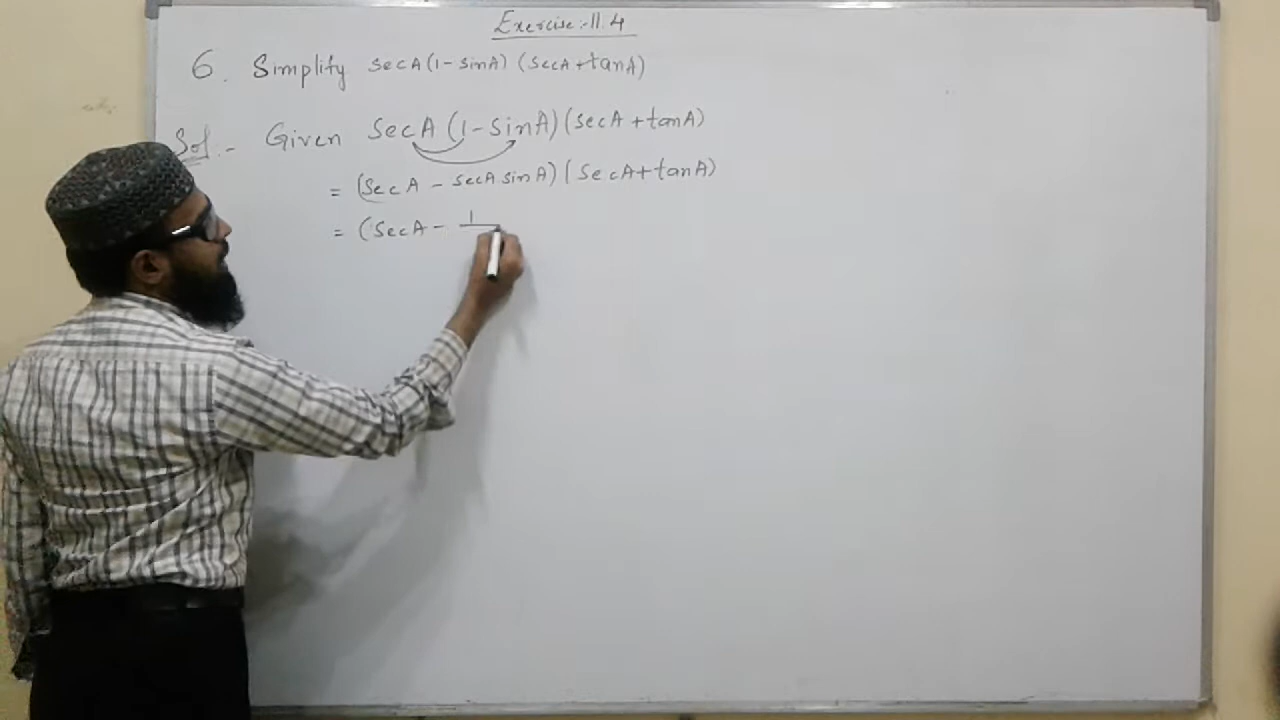 Exercise:-11.4
6. Simplify secA(1-sinA) (secA+tanA)
Sol.- Given secA(1-sinA)(secA+tanA)
= (secA - secA sinA)(secA+tanA)
= (secA - 1